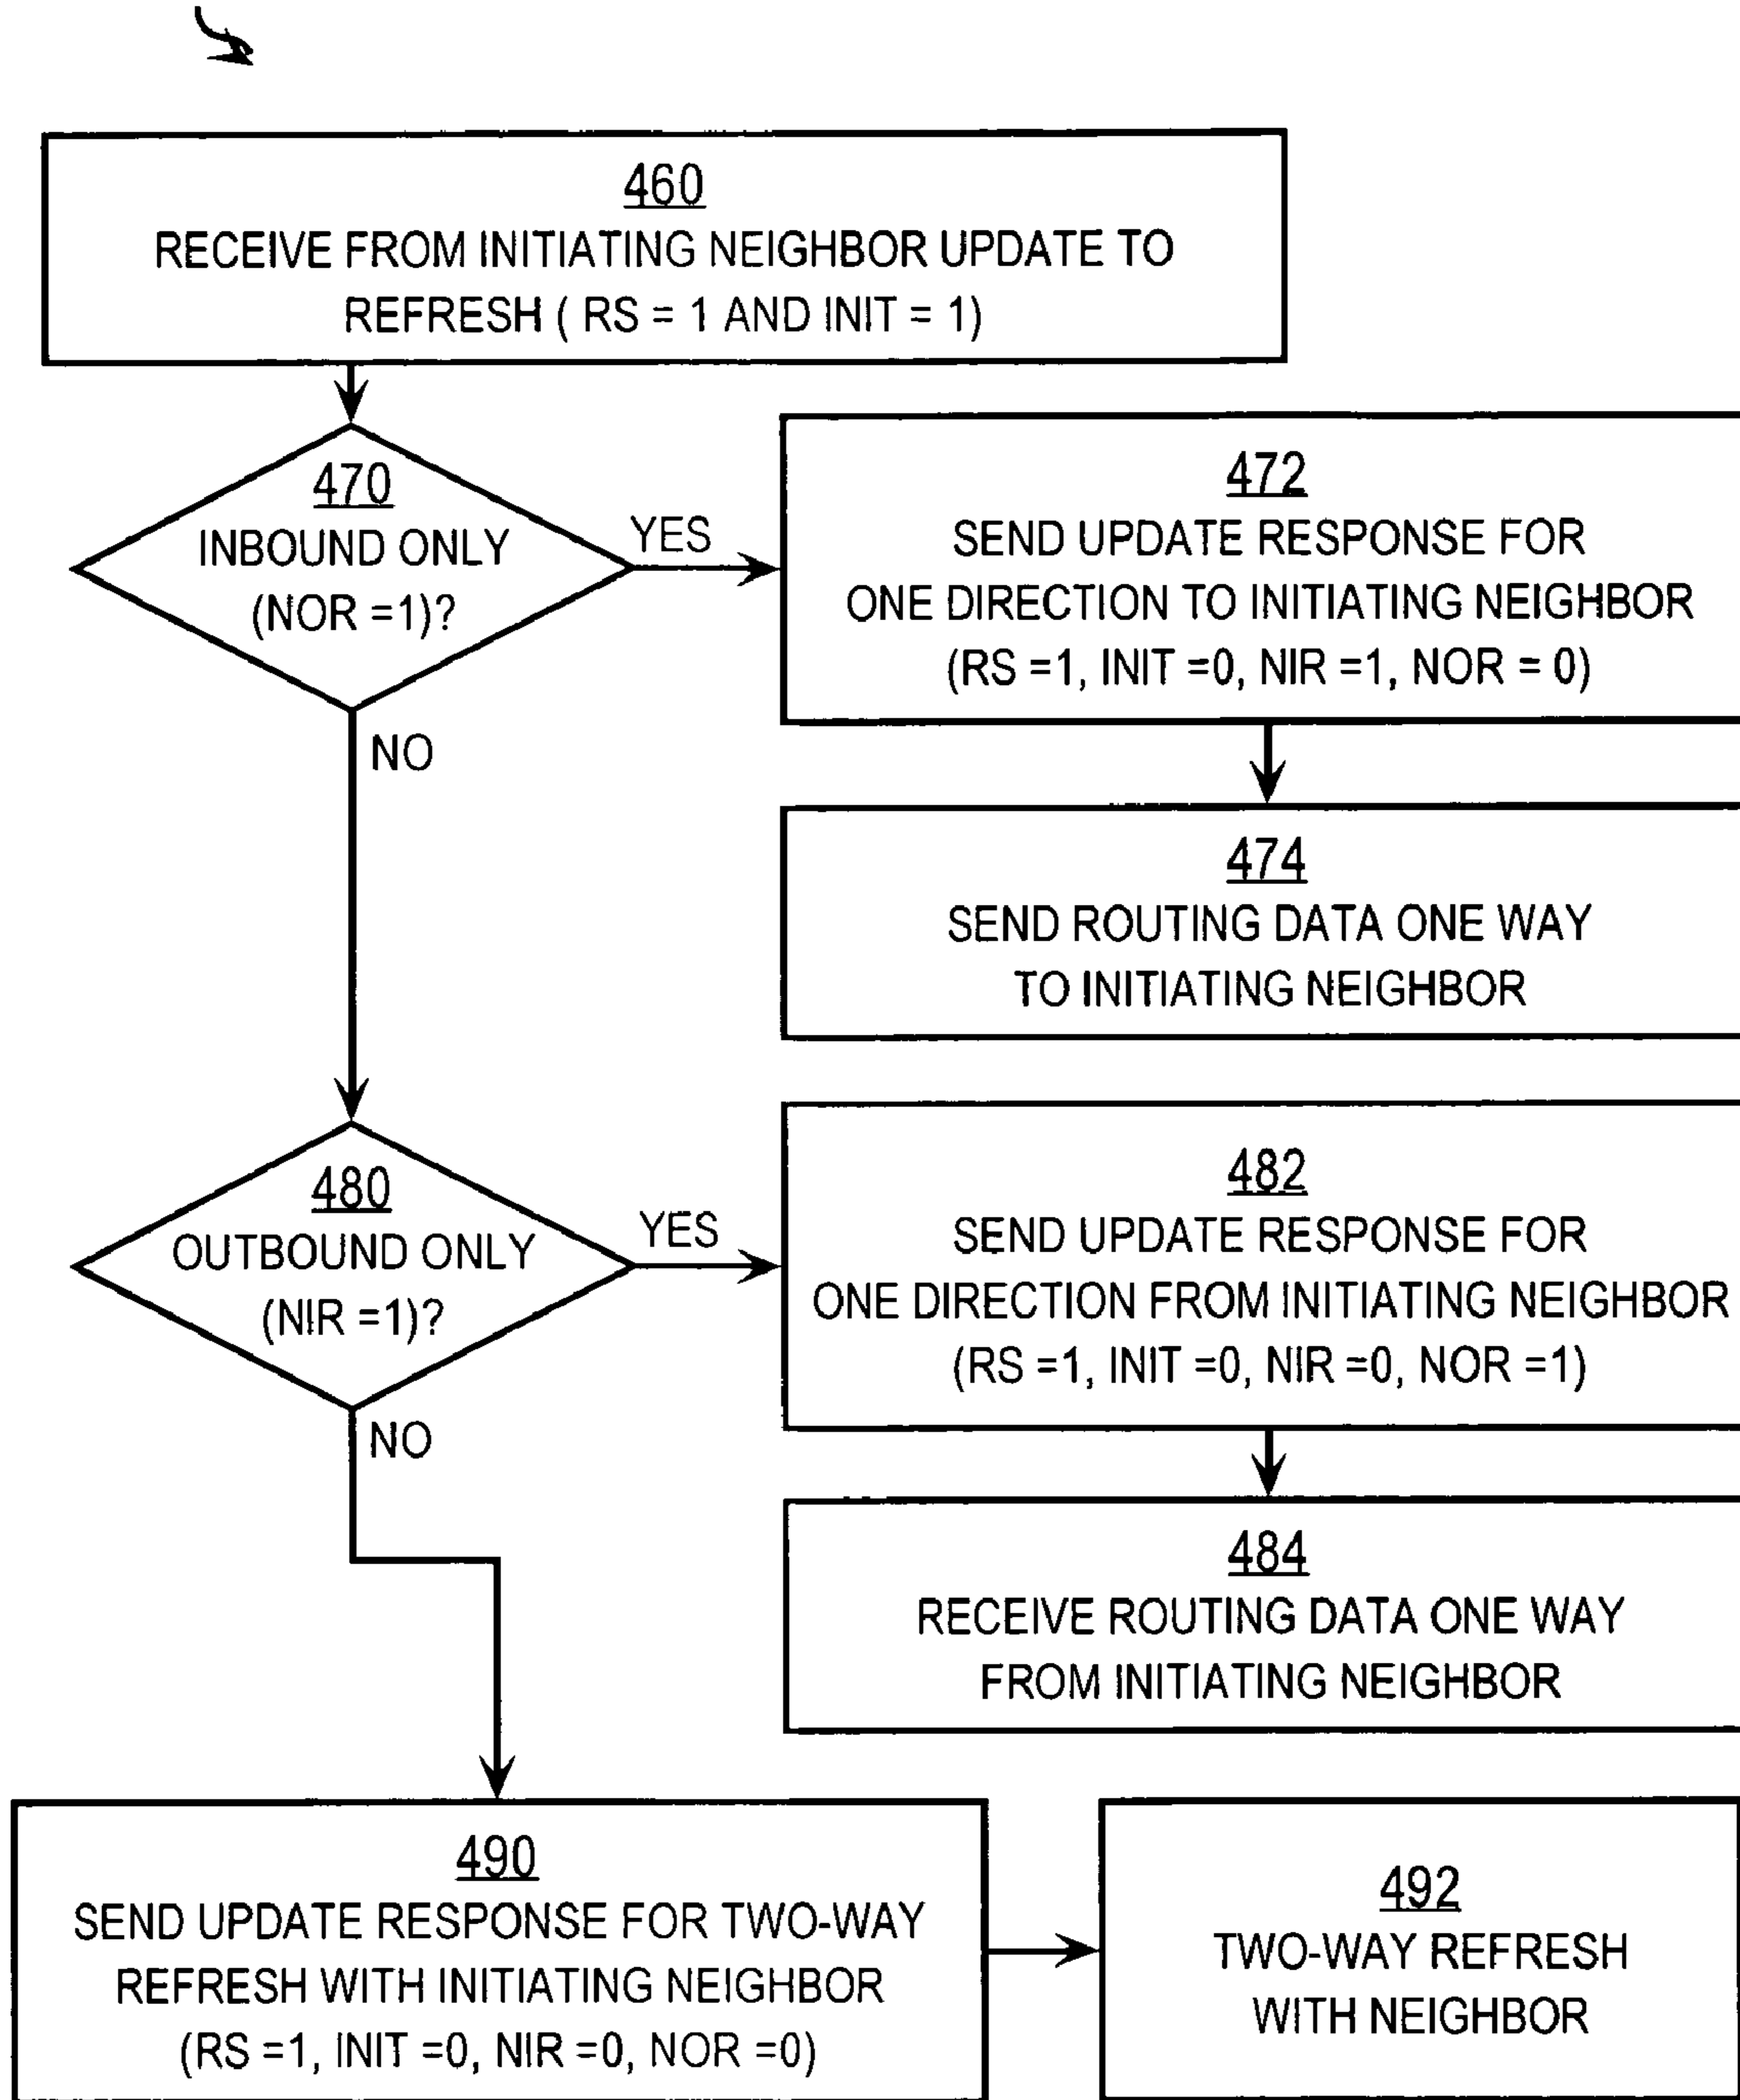 460
RECEIVE FROM INITIATING NEIGHBOR UPDATE TO
REFRESH ( RS = 1 AND INIT = 1)
470
INBOUND ONLY
(NOR =1)?
YES
472
SEND UPDATE RESPONSE FOR
ONE DIRECTION TO INITIATING NEIGHBOR
(RS =1, INIT =0, NIR =1, NOR = 0)
NO
474
SEND ROUTING DATA ONE WAY
TO INITIATING NEIGHBOR
480
OUTBOUND ONLY
(NIR =1)?
YES
482
SEND UPDATE RESPONSE FOR
ONE DIRECTION FROM INITIATING NEIGHBOR
(RS =1, INIT =0, NIR =0, NOR =1)
NO
484
RECEIVE ROUTING DATA ONE WAY
FROM INITIATING NEIGHBOR
490
SEND UPDATE RESPONSE FOR TWO-WAY
REFRESH WITH INITIATING NEIGHBOR
(RS =1, INIT =0, NIR =0, NOR =0)
492
TWO-WAY REFRESH
WITH NEIGHBOR